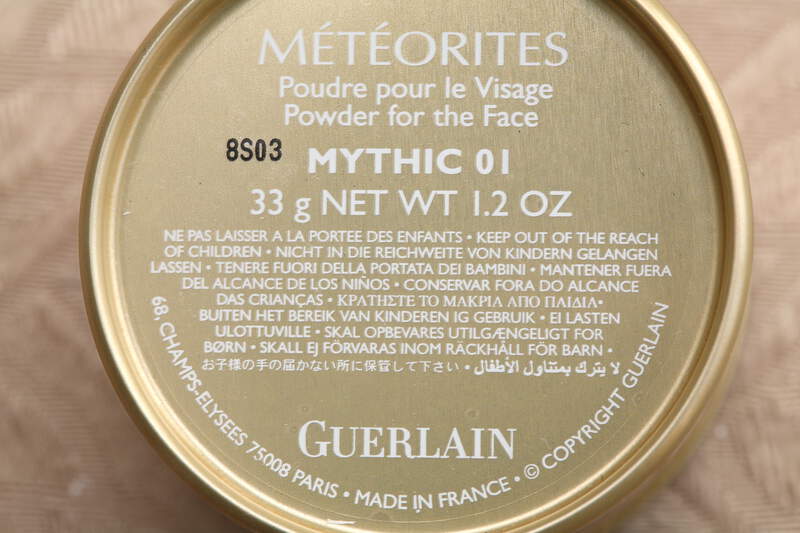 MÉTÉORITES
Poudre pour le Visage
Powder for the Face
8S03
MYTHIC 01
33 g NET WT 1.2 OZ
NE PAS LAISSER A LA PORTEE DES ENFANTS • KEEP OUT OF THE REACH
OF CHILDREN • NICHT IN DIE REICHWEITE VON KINDERN GELANGEN
LASSEN • TENERE FUORI DELLA PORTATA DEI BAMBINI • MANTENER FUERA
DEL ALCANCE DE LOS NIÑOS • CONSERVAR FORA DO ALCANCE
DAS CRIANÇAS • ΚΡΑΤΗΣΤΕ ΤΟ ΜΑΚΡΙΑ ΑΠΟ ΠΑΙΔΙΑ•
BUITEN HET BEREIK VAN KINDEREN IG GEBRUIK • EI LASTEN
ULOTTUVILLE • SKAL OPBEVARES UTILGÆNGELIGT FOR
BØRN • SKALL EJ FÖRVARAS INOM RÄCKHÅLL FÖR BARN •
お子様の手の届かない所に保管して下さい • لا يترك بمتناول الأطفال •
GUERLAIN
68, CHAMPS-ELYSEES 75008 PARIS • MADE IN FRANCE • © COPYRIGHT GUERLAIN